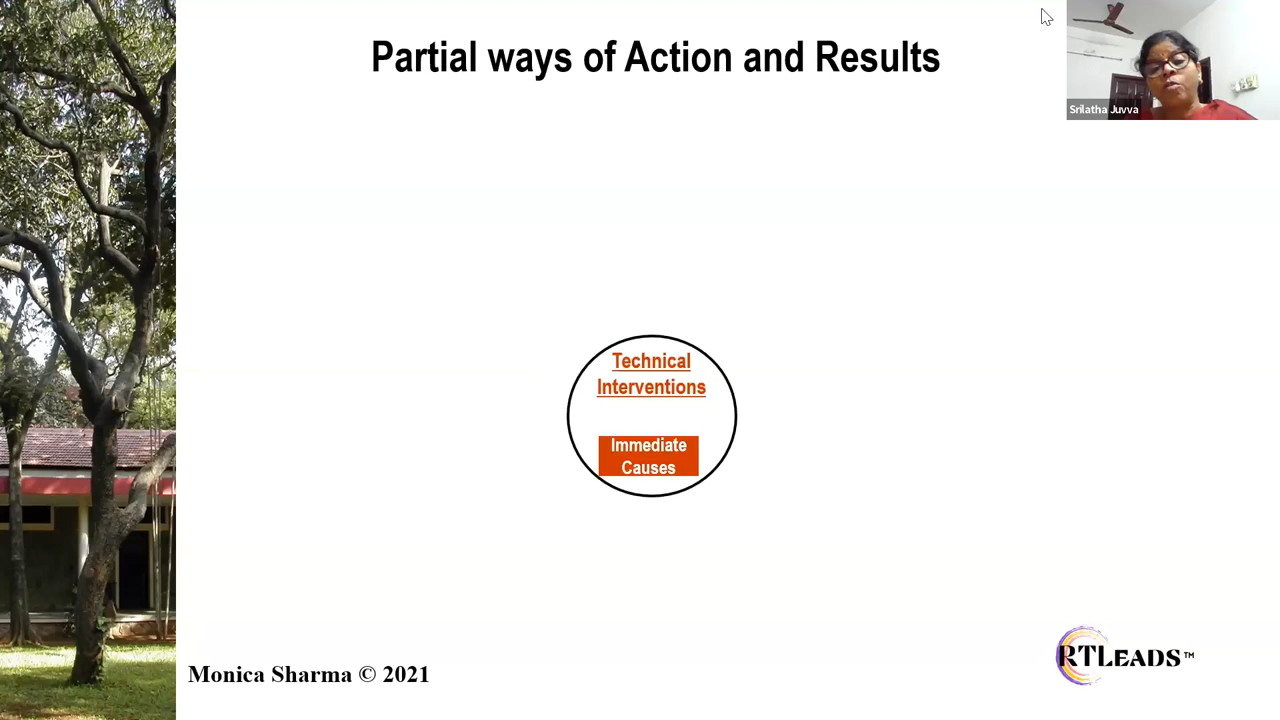 Partial ways of Action and Results
Srilatha Juvva
Technical
Interventions
Immediate
Causes
Monica Sharma © 2021
RTLEADS™